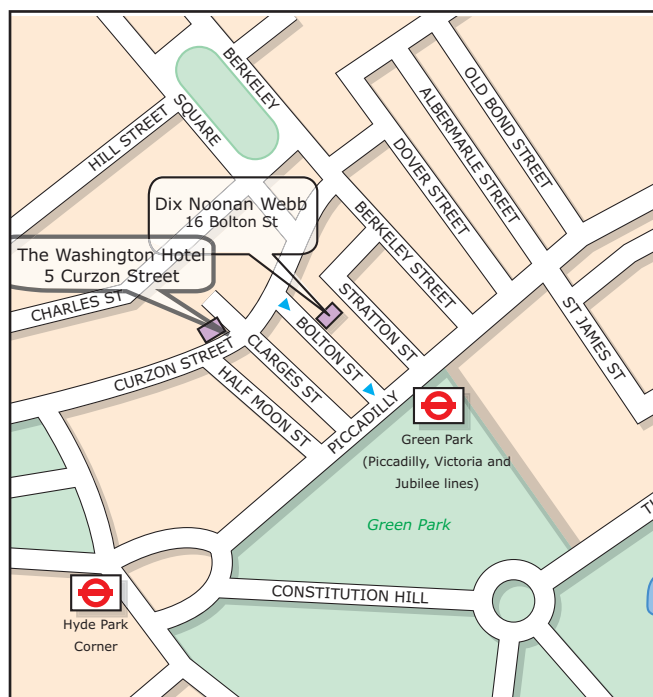 BERKELEY
SQUARE
HILL STREET
OLD BOND STREET
ALBERMARLE STREET
DOVER STREET
Dix Noonan Webb
16 Bolton St
BERKELEY STREET
The Washington Hotel
5 Curzon Street
CHARLES ST
STRATTON ST
ST JAMES ST
BOLTON ST
CURZON STREET
CLARGES ST
HALF MOON ST
PICCADILLY
Green Park
(Piccadilly, Victoria and
Jubilee lines)
Green Park
CONSTITUTION HILL
Hyde Park
Corner